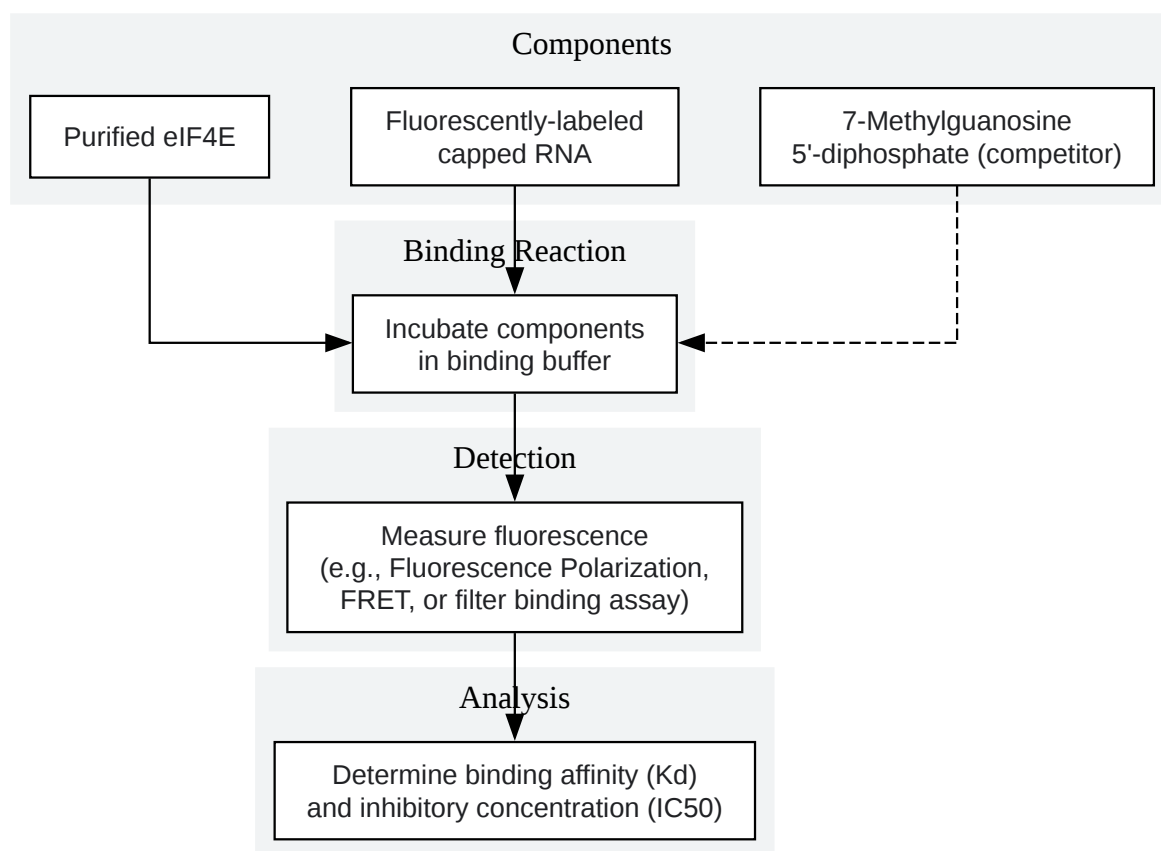 Components
Purified eIF4E
Fluorescently-labeled
capped RNA
7-Methylguanosine
5'-diphosphate (competitor)
Binding Reaction
Incubate components
in binding buffer
Detection
Measure fluorescence
(e.g., Fluorescence Polarization,
FRET, or filter binding assay)
Analysis
Determine binding affinity (Kd)
and inhibitory concentration (IC50)